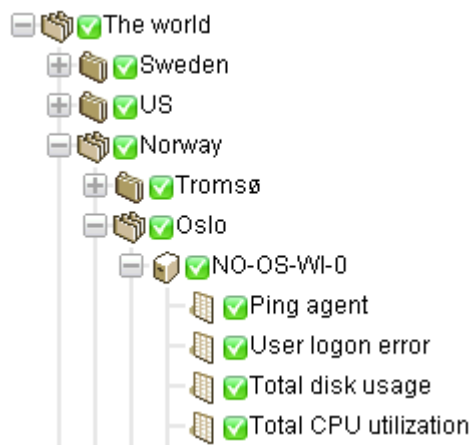 The world
Sweden
US
Norway
Tromsø
Oslo
NO-OS-WI-0
Ping agent
User logon error
Total disk usage
Total CPU utilization